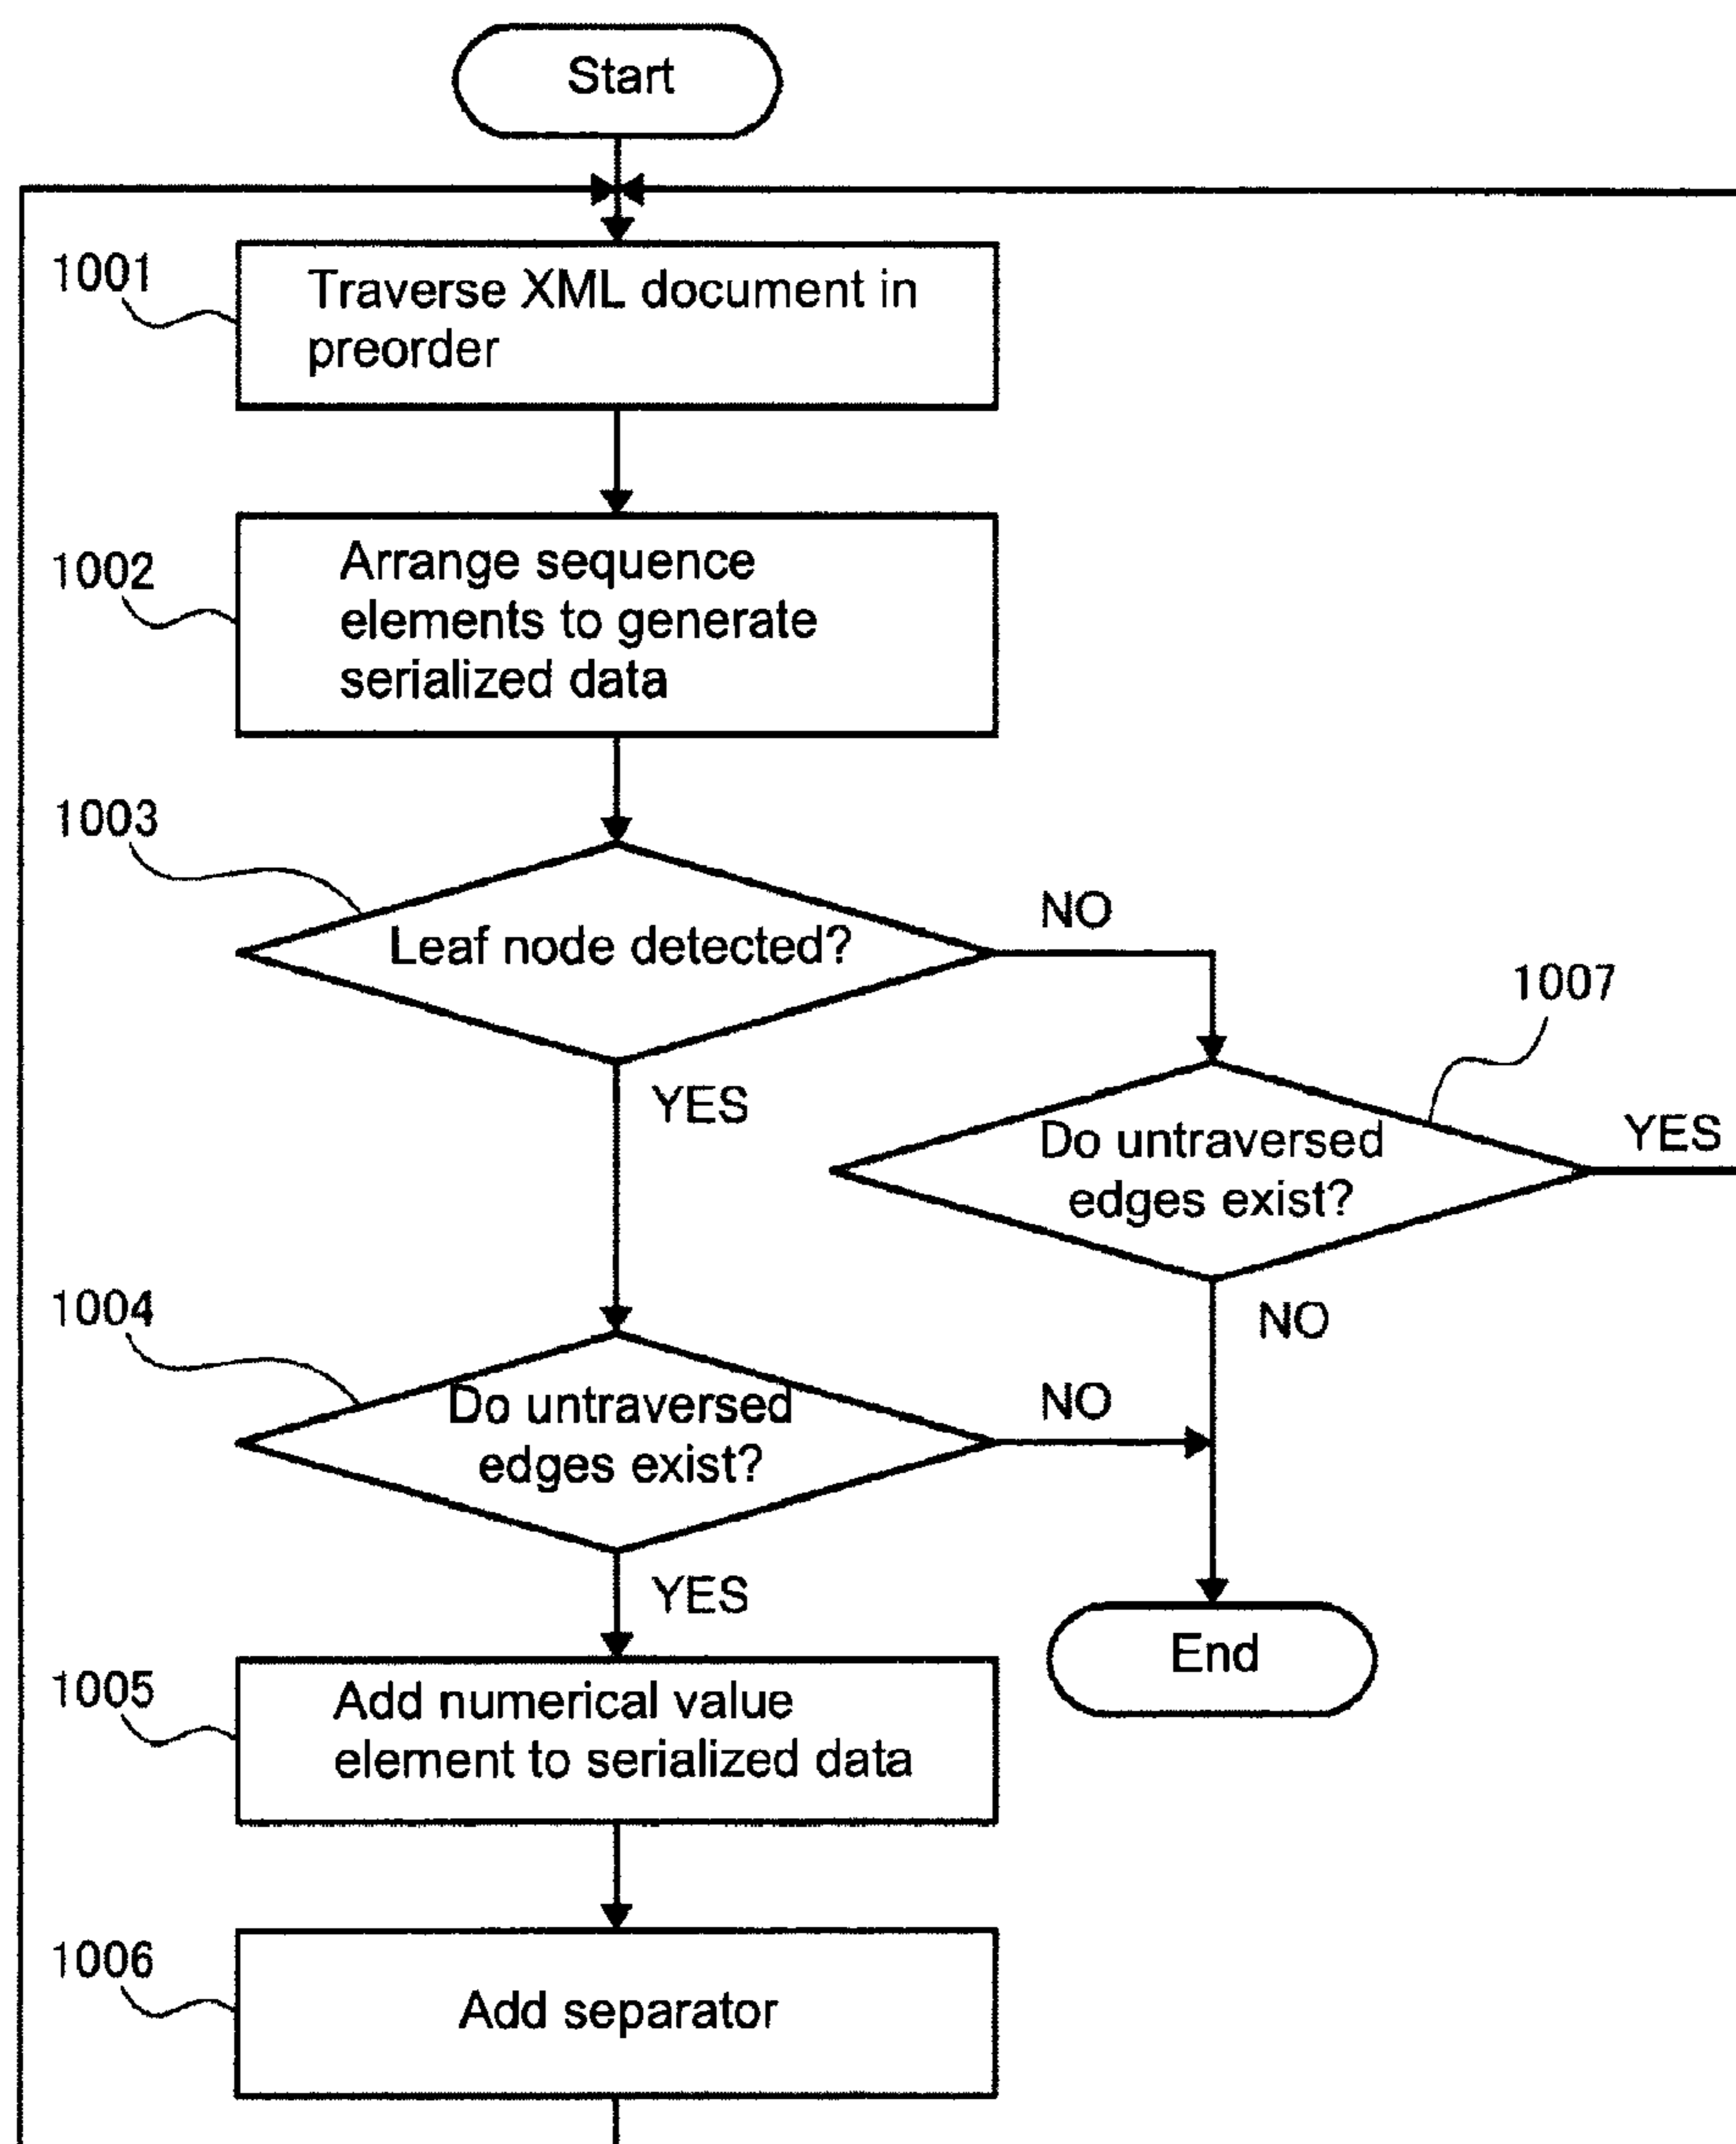 Start
1001
Traverse XML document in
preorder
1002
Arrange sequence
elements to generate
serialized data
1003
Leaf node detected?
NO
YES
1007
Do untraversed
edges exist?
YES
NO
1004
Do untraversed
edges exist?
NO
YES
End
1005
Add numerical value
element to serialized data
1006
Add separator